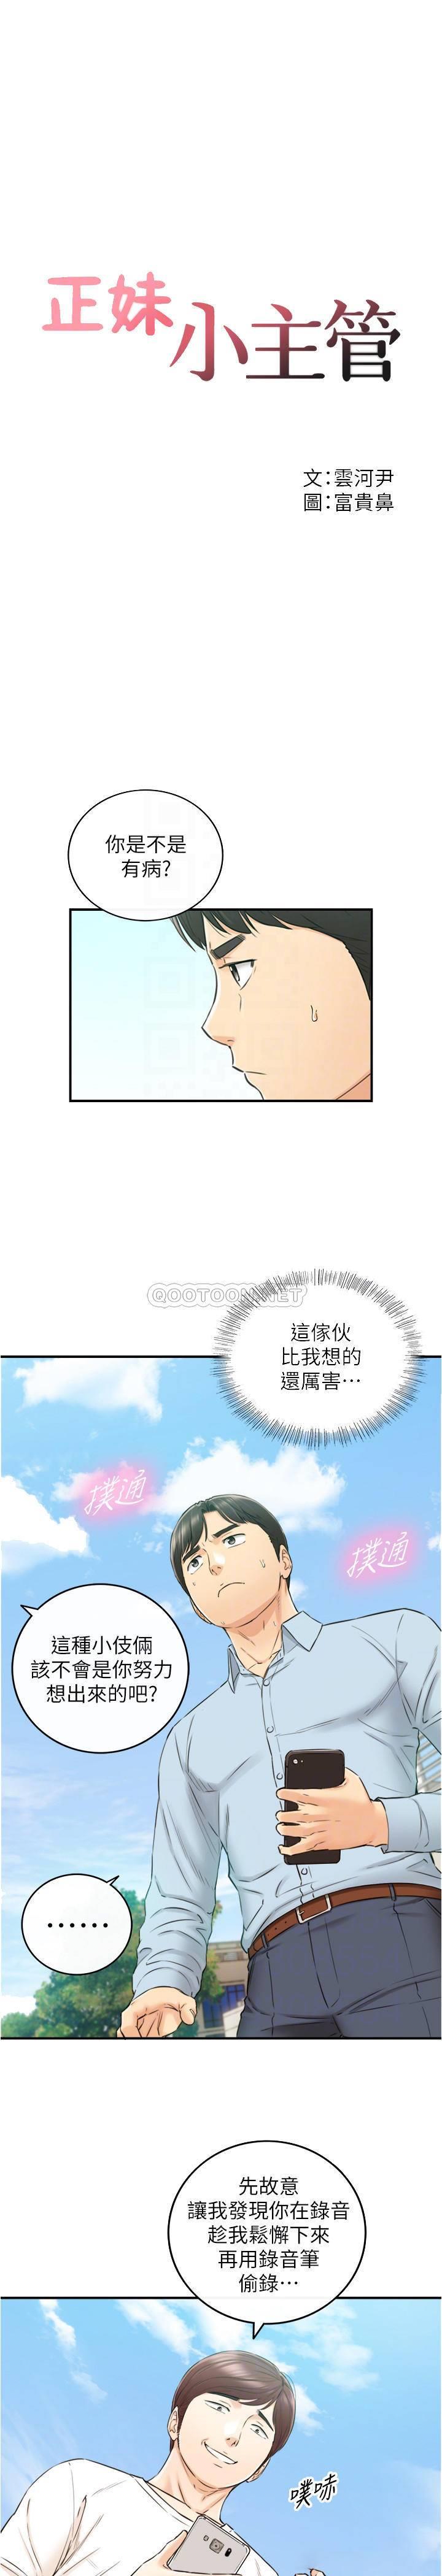 正妹小主管
文:雲河尹
圖:富貴鼻
你是不是
有病?
QOOTOON.NET
這傢伙
比我想的
還厲害…
撲通
撲通
這種小伎倆
該不會是你努力
想出來的吧?
……
先故意
讓我發現你在錄音
趁我鬆懈下來
再用錄音筆
偷錄…
噗哧